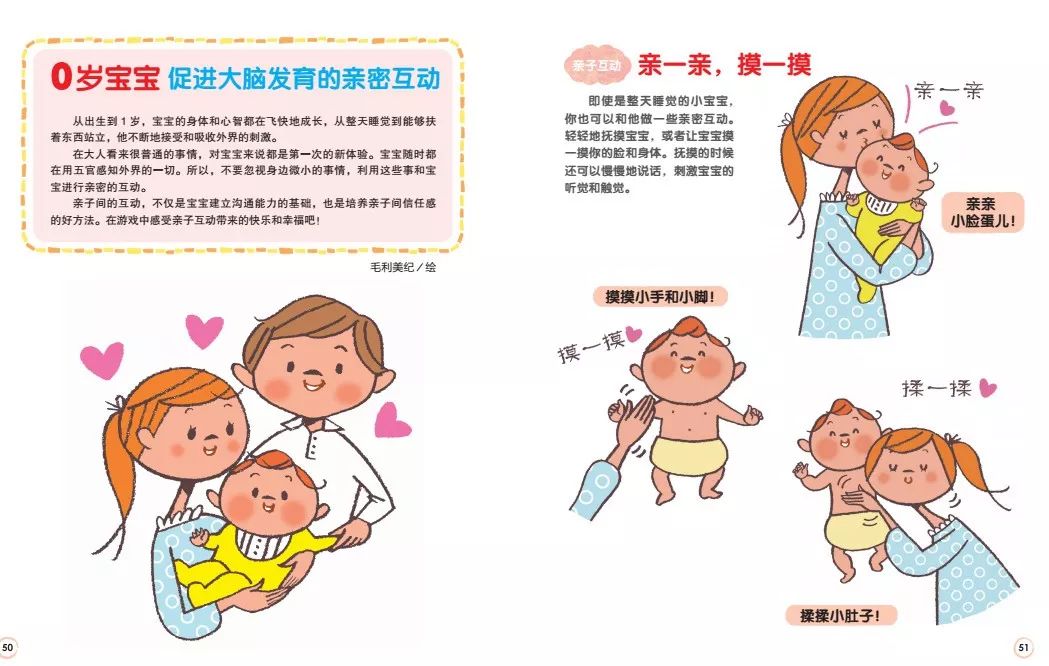 0岁宝宝 促进大脑发育的亲密互动
从出生到1岁，宝宝的身体和心智都在飞快地成长，从整天睡觉到能够扶
着东西站立，他不断地接受和吸收外界的刺激。
在大人看来很普通的事情，对宝宝来说都是第一次的新体验。宝宝随时都
在用五官感知外界的一切。所以，不要忽视身边微小的事情，利用这些事和宝
宝进行亲密的互动。
亲子间的互动，不仅是宝宝建立沟通能力的基础，也是培养亲子间信任感
的好方法。在游戏中感受亲子互动带来的快乐和幸福吧！
毛利美纪／绘
50
亲子互动 亲一亲，摸一摸
即使是整天睡觉的小宝宝，
你也可以和他做一些亲密互动。
轻轻地抚摸宝宝，或者让宝宝摸
一摸你的脸和身体。抚摸的时候
还可以慢慢地说话，刺激宝宝的
听觉和触觉。
亲一亲
亲亲
小脸蛋儿！
摸摸小手和小脚！
摸一摸
揉一揉
揉揉小肚子！
51